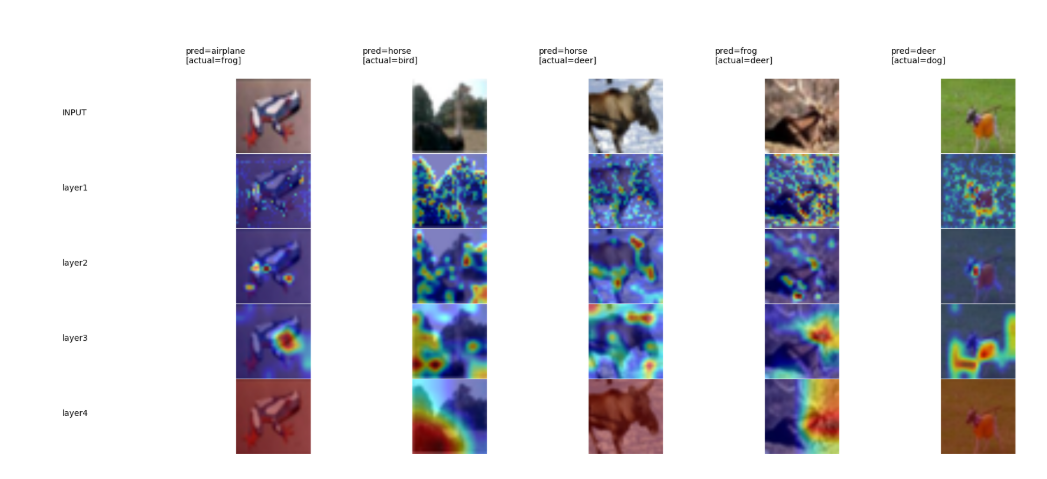 pred=airplane
[actual=frog]
pred=horse
[actual=bird]
pred=horse
[actual=deer]
pred=frog
[actual=deer]
pred=deer
[actual=dog]
INPUT
layer1
layer2
layer3
layer4